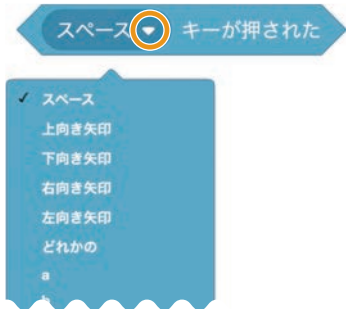 スペース キーが押された
✓ スペース
上向き矢印
下向き矢印
右向き矢印
左向き矢印
どれかの
a